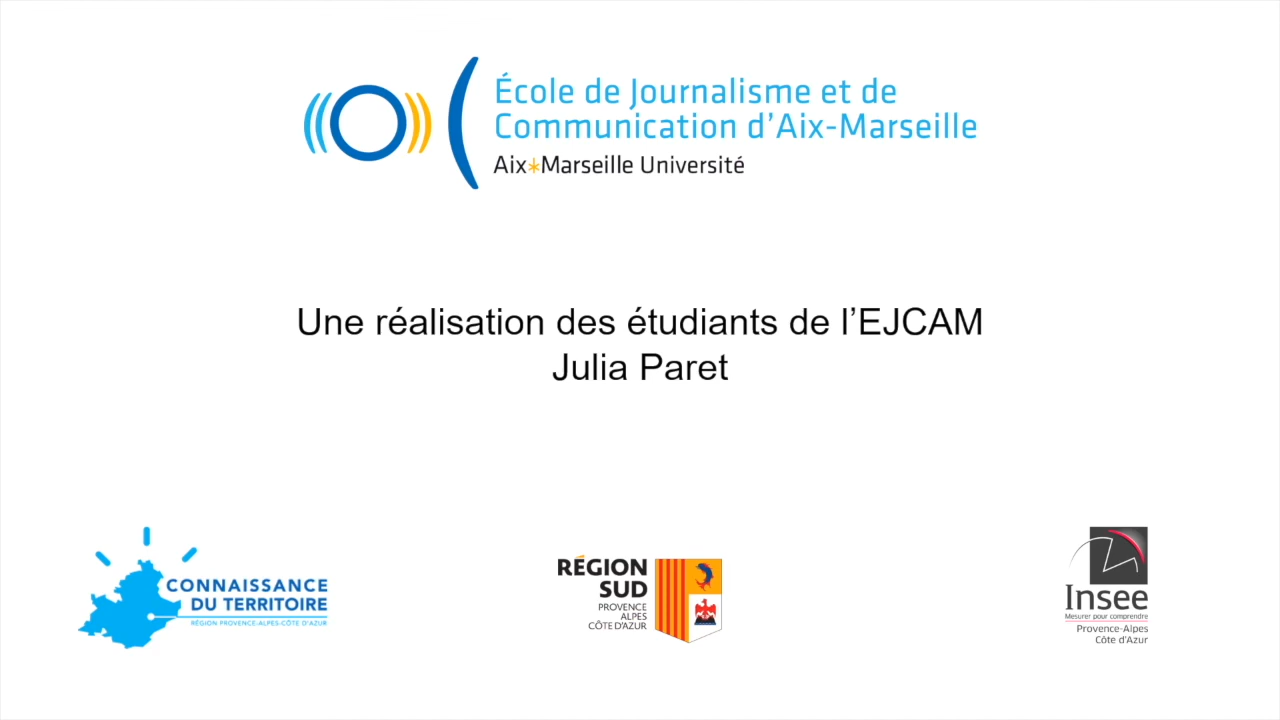 École de Journalisme et de
Communication d'Aix-Marseille
Aix*Marseille Université
Une réalisation des étudiants de l'EJCAM
Julia Paret
CONNAISSANCE
DU TERRITOIRE
RÉGION PROVENCE-ALPES-CÔTE D'AZUR
RÉGION
SUD
PROVENCE
ALPES
CÔTE D'AZUR
Insee
Mesurer pour comprendre
Provence-Alpes
Côte d'Azur